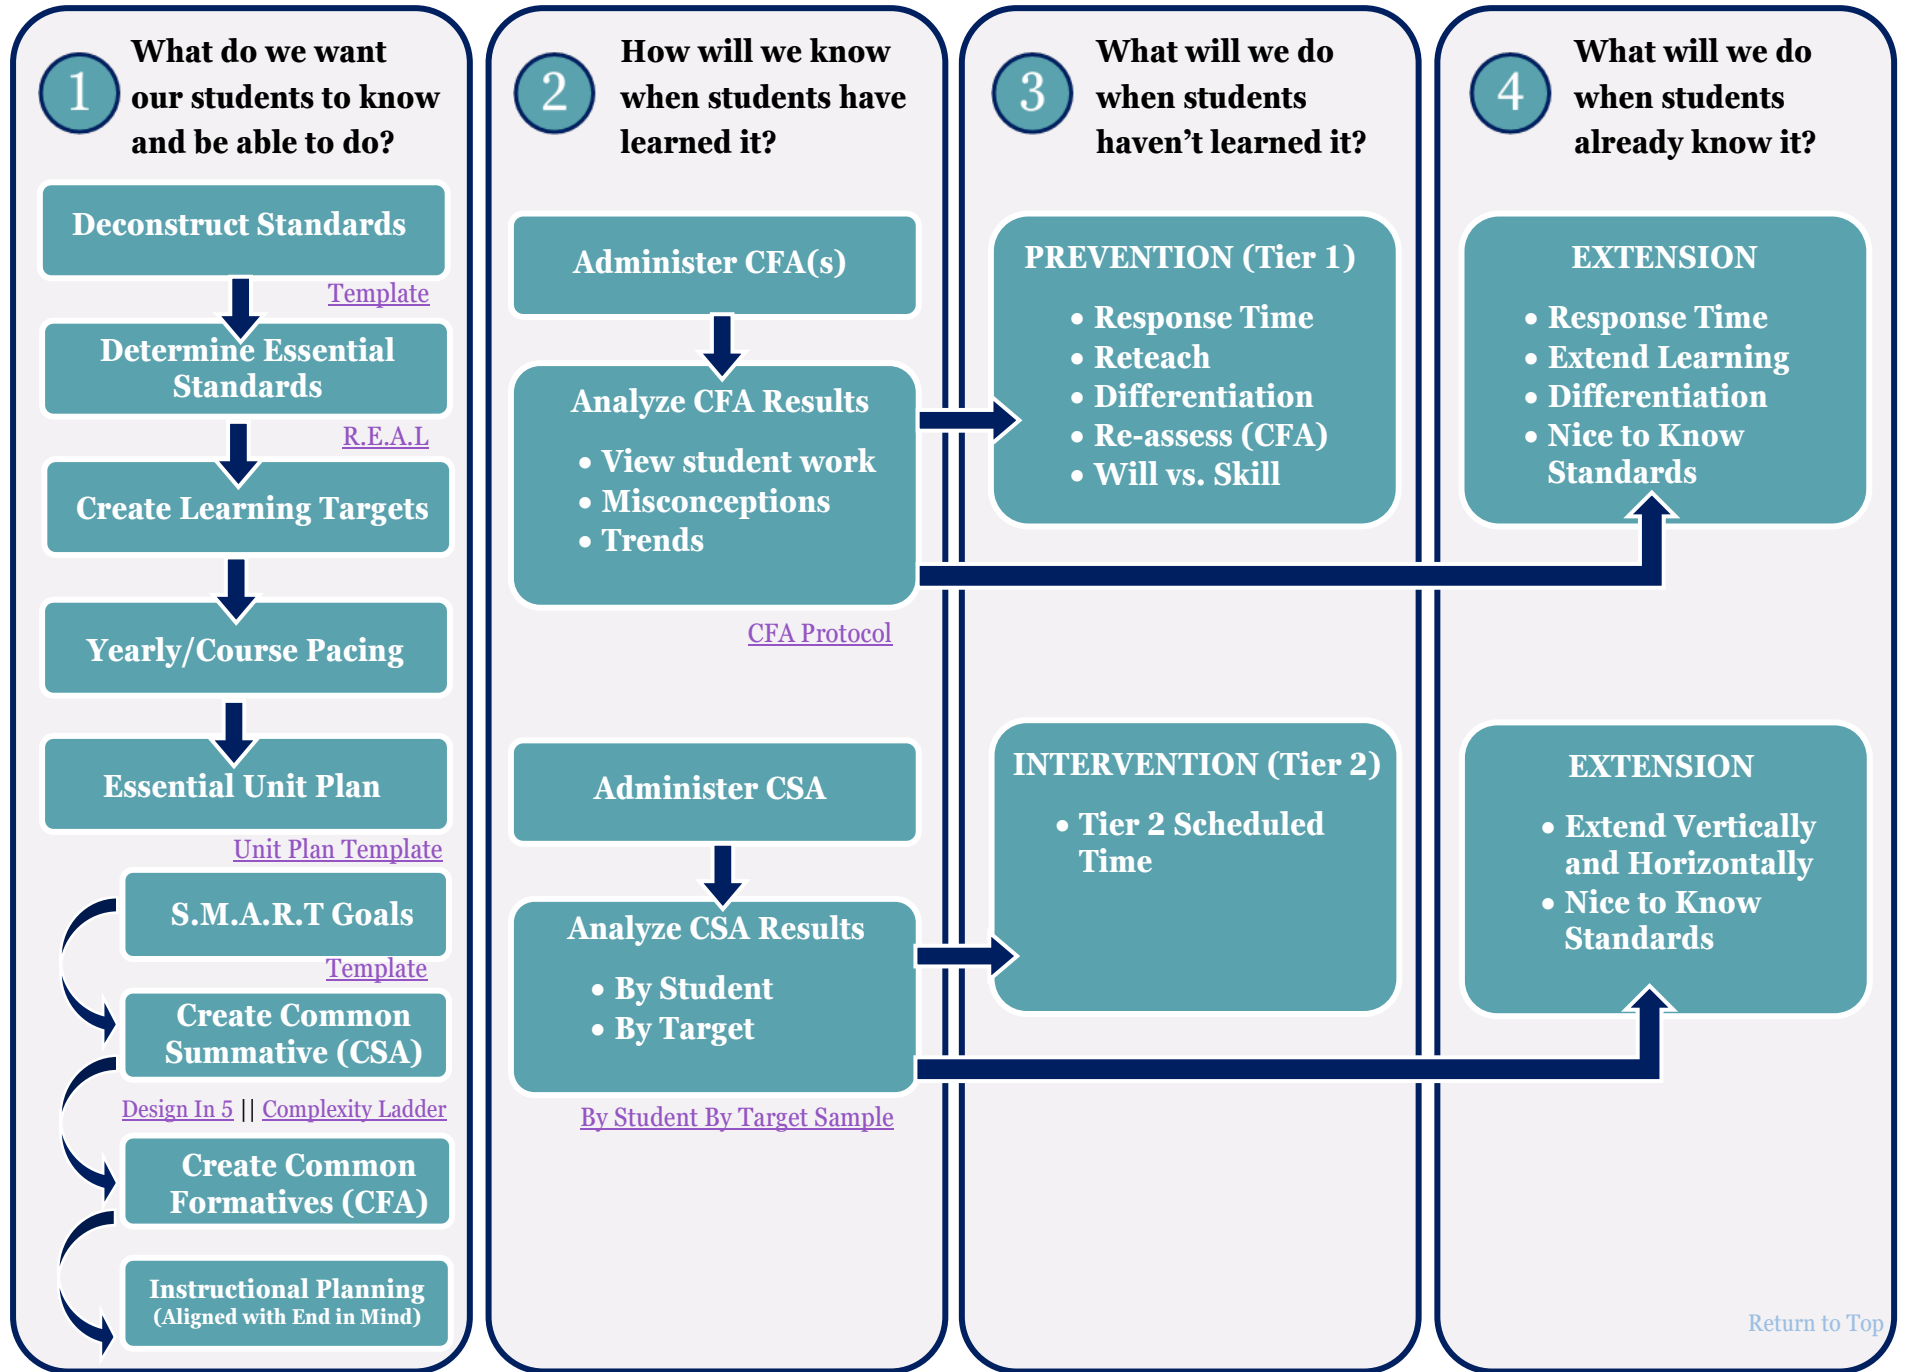 1
What do we want
our students to know
and be able to do?
Deconstruct Standards
Template
Determine Essential
Standards
R.E.A.L
Create Learning Targets
Yearly/Course Pacing
Essential Unit Plan
Unit Plan Template
S.M.A.R.T Goals
Template
Create Common
Summative (CSA)
Design In 5 || Complexity Ladder
Create Common
Formatives (CFA)
Instructional Planning
(Aligned with End in Mind)
2
How will we know
when students have
learned it?
Administer CFA(s)
Analyze CFA Results
• View student work
• Misconceptions
• Trends
CFA Protocol
Administer CSA
Analyze CSA Results
• By Student
• By Target
By Student By Target Sample
3
What will we do
when students
haven’t learned it?
PREVENTION (Tier 1)
• Response Time
• Reteach
• Differentiation
• Re-assess (CFA)
• Will vs. Skill
INTERVENTION (Tier 2)
• Tier 2 Scheduled
Time
4
What will we do
when students
already know it?
EXTENSION
• Response Time
• Extend Learning
• Differentiation
• Nice to Know
Standards
EXTENSION
• Extend Vertically
and Horizontally
• Nice to Know
Standards
Return to Top